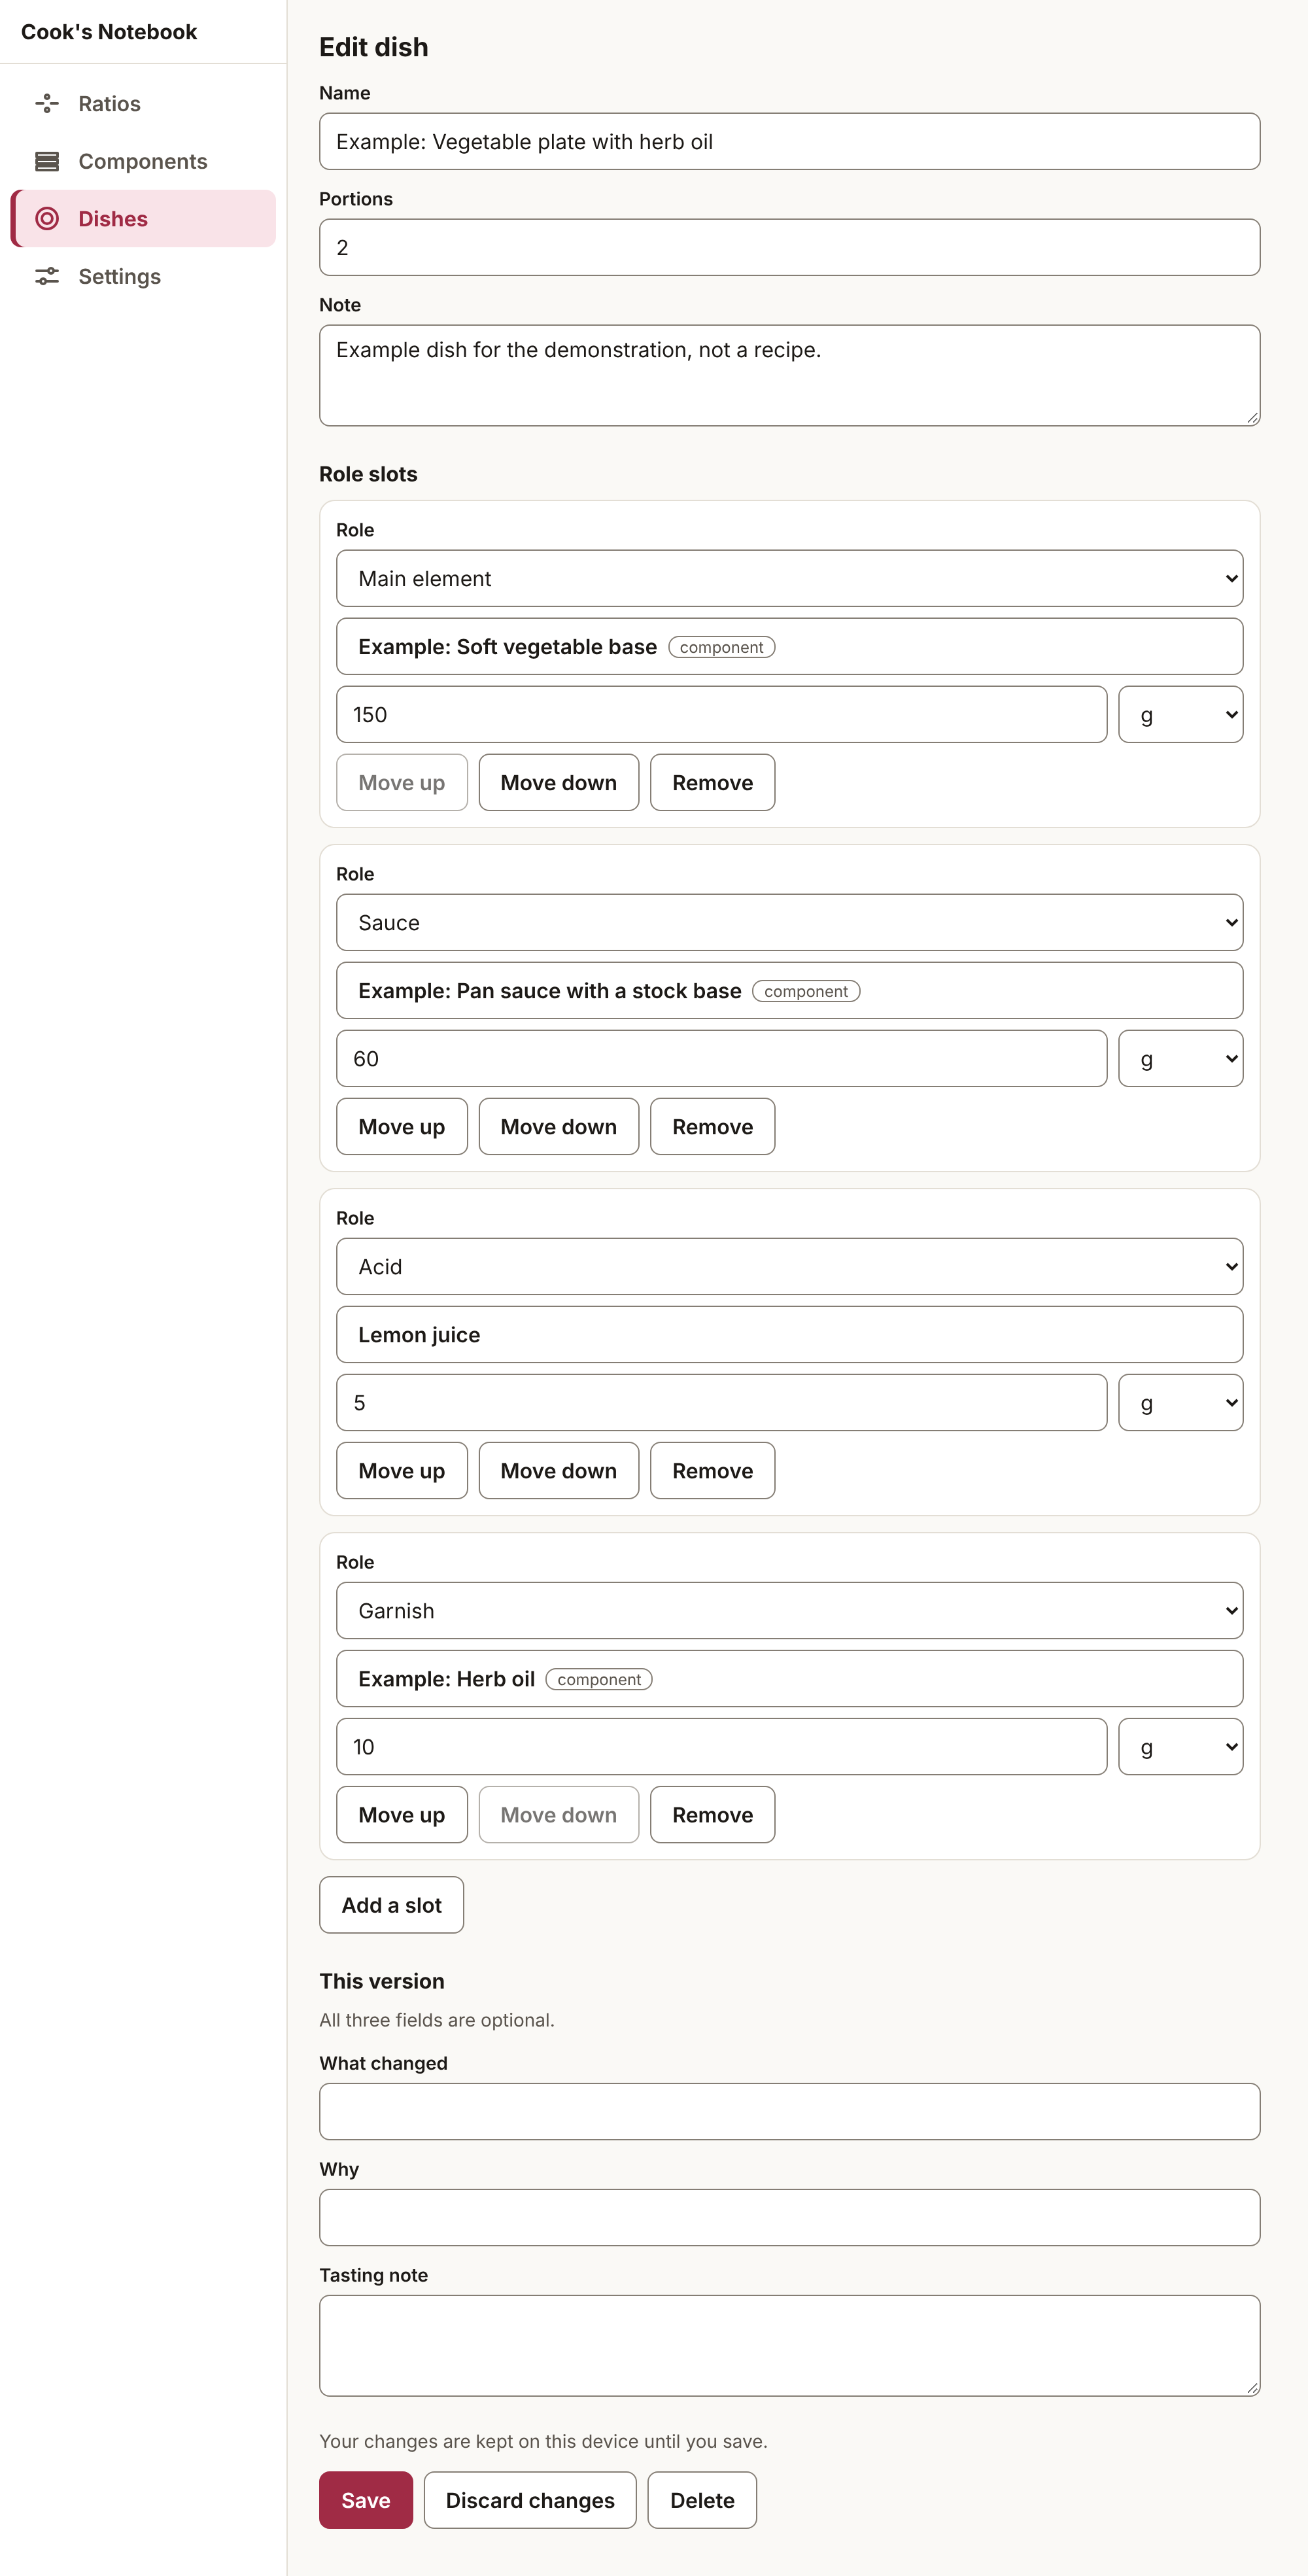 Cook's Notebook
Ratios
Components
Dishes
Settings
Edit dish
Name
Example: Vegetable plate with herb oil
Portions
2
Note
Example dish for the demonstration, not a recipe.
Role slots
Role
Main element
Example: Soft vegetable base component
150 g
Move up Move down Remove
Role
Sauce
Example: Pan sauce with a stock base component
60 g
Move up Move down Remove
Role
Acid
Lemon juice
5 g
Move up Move down Remove
Role
Garnish
Example: Herb oil component
10 g
Move up Move down Remove
Add a slot
This version
All three fields are optional.
What changed
Why
Tasting note
Your changes are kept on this device until you save.
Save Discard changes Delete